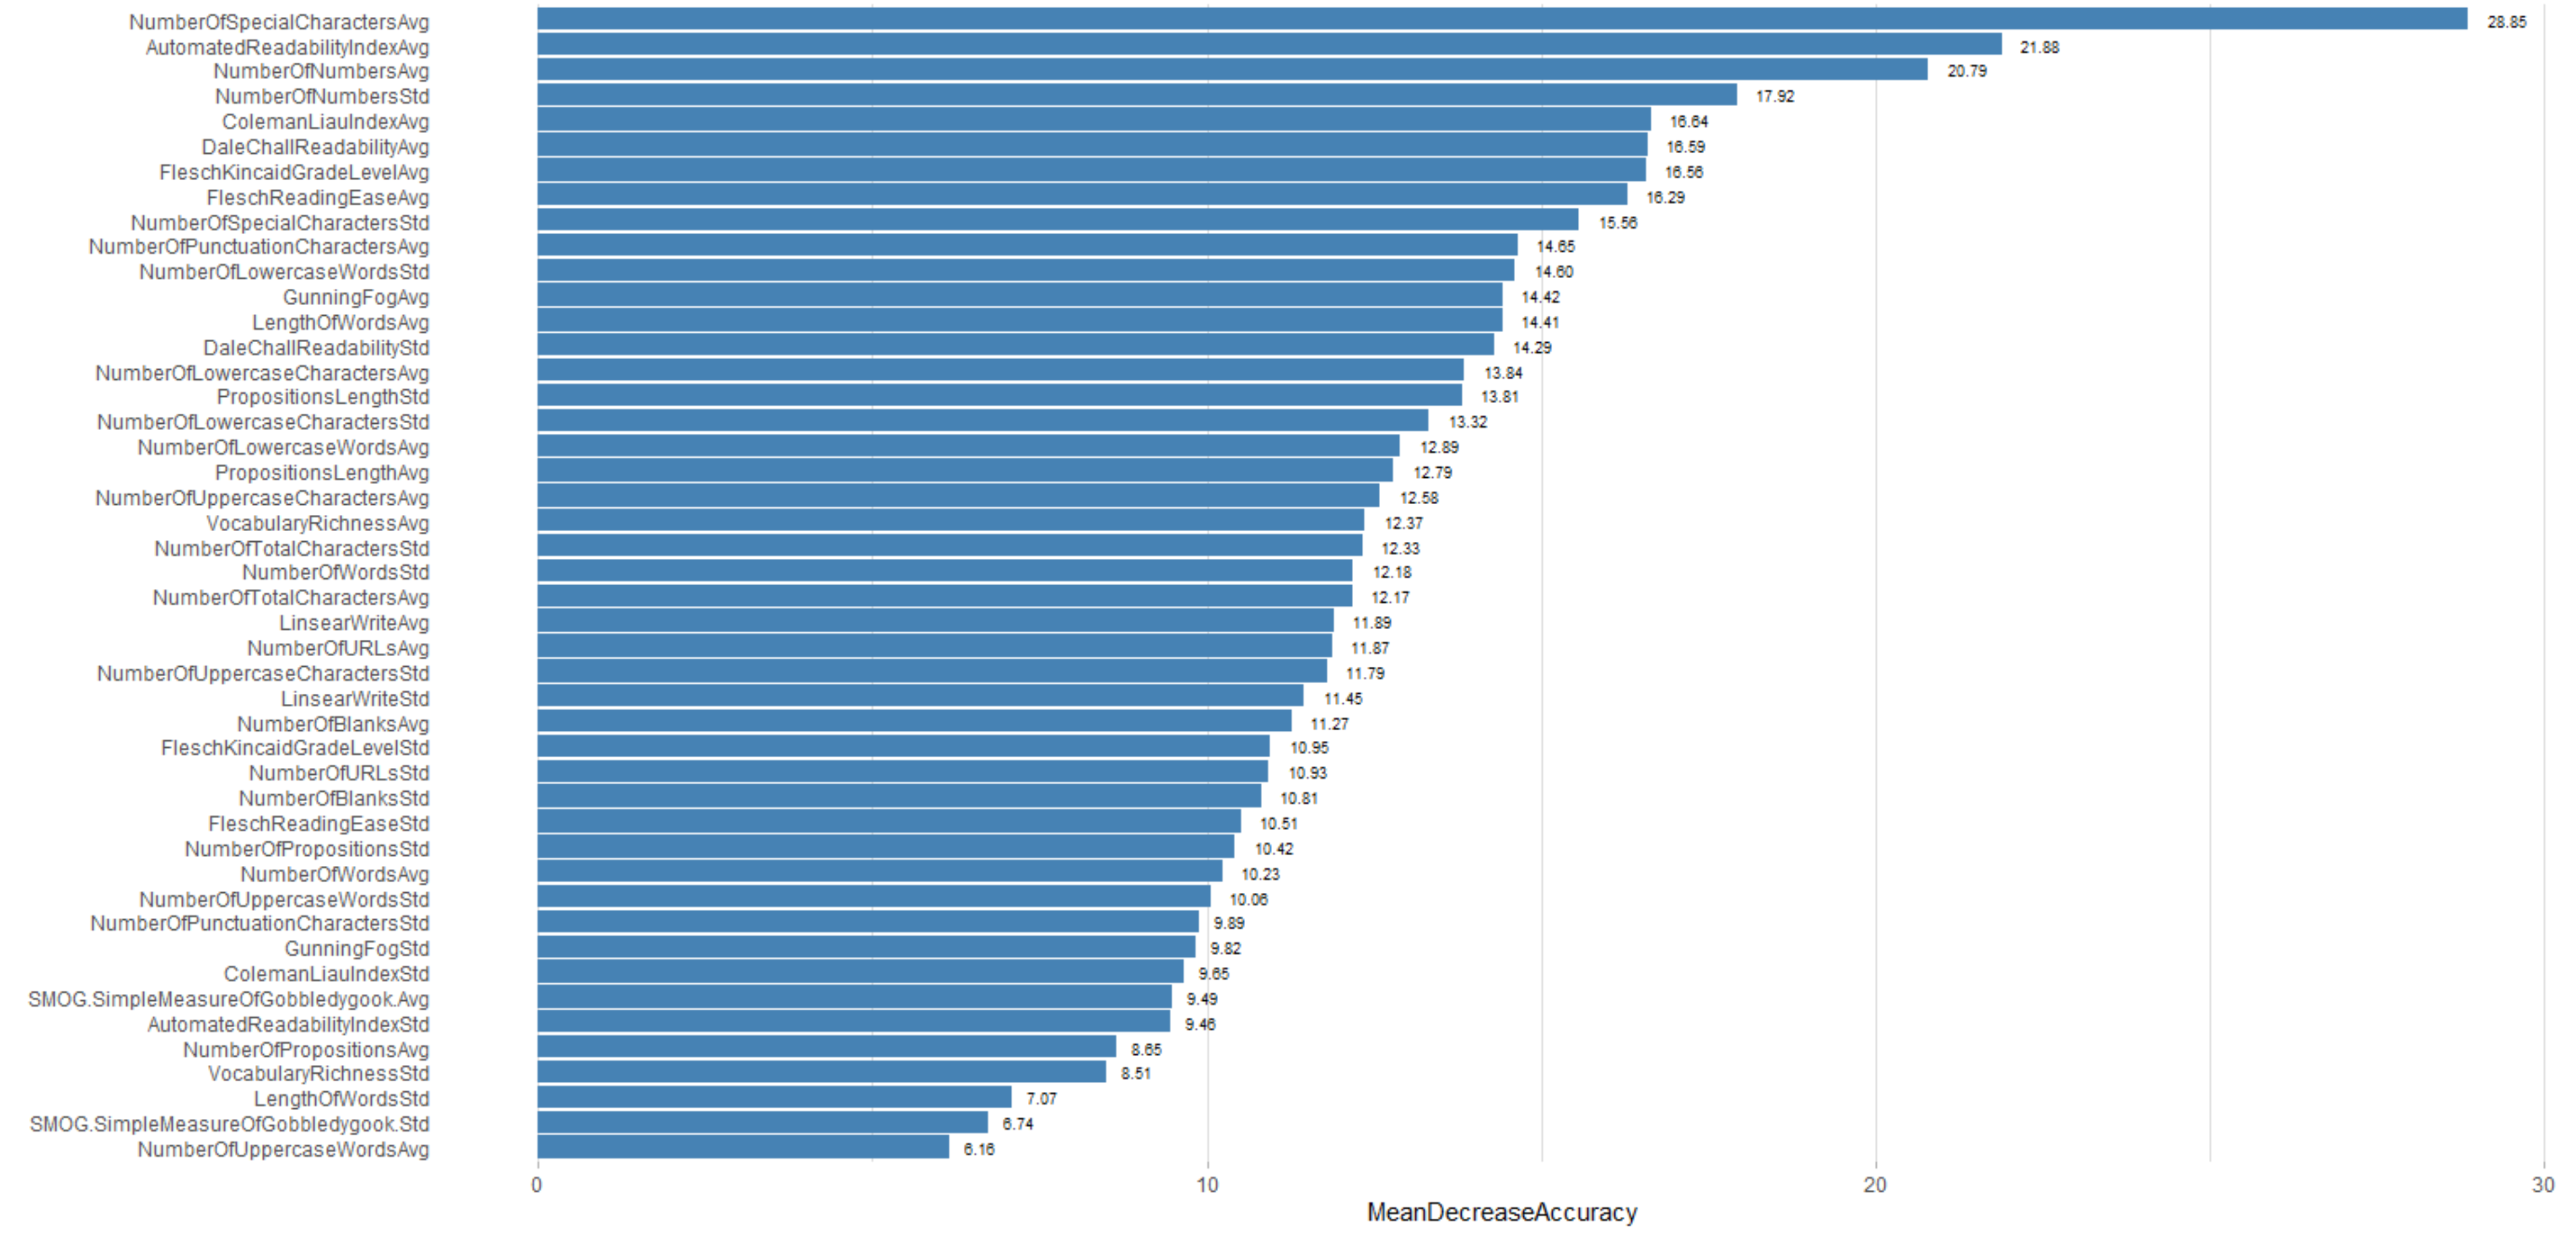 NumberOfSpecialCharactersAvg 28.85
AutomatedReadabilityIndexAvg 21.88
NumberOfNumbersAvg 20.79
NumberOfNumbersStd 17.92
ColemanLiauIndexAvg 16.64
DaleChallReadabilityAvg 16.59
FleschKincaidGradeLevelAvg 16.56
FleschReadingEaseAvg 16.29
NumberOfSpecialCharactersStd 15.56
NumberOfPunctuationCharactersAvg 14.65
NumberOfLowercaseWordsStd 14.60
GunningFogAvg 14.42
LengthOfWordsAvg 14.41
DaleChallReadabilityStd 14.29
NumberOfLowercaseCharactersAvg 13.84
PropositionsLengthStd 13.81
NumberOfLowercaseCharactersStd 13.32
NumberOfLowercaseWordsAvg 12.89
PropositionsLengthAvg 12.79
NumberOfUppercaseCharactersAvg 12.58
VocabularyRichnessAvg 12.37
NumberOfTotalCharactersStd 12.33
NumberOfWordsStd 12.18
NumberOfTotalCharactersAvg 12.17
LinsearWriteAvg 11.89
NumberOfURLsAvg 11.87
NumberOfUppercaseCharactersStd 11.79
LinsearWriteStd 11.45
NumberOfBlanksAvg 11.27
FleschKincaidGradeLevelStd 10.95
NumberOfURLsStd 10.93
NumberOfBlanksStd 10.81
FleschReadingEaseStd 10.51
NumberOfPropositionsStd 10.42
NumberOfWordsAvg 10.23
NumberOfUppercaseWordsStd 10.06
NumberOfPunctuationCharactersStd 9.89
GunningFogStd 9.82
ColemanLiauIndexStd 9.65
SMOG.SimpleMeasureOfGobbledygook.Avg 9.49
AutomatedReadabilityIndexStd 9.46
NumberOfPropositionsAvg 8.65
VocabularyRichnessStd 8.51
LengthOfWordsStd 7.07
SMOG.SimpleMeasureOfGobbledygook.Std 6.74
NumberOfUppercaseWordsAvg 6.16
0 10 20 30
MeanDecreaseAccuracy